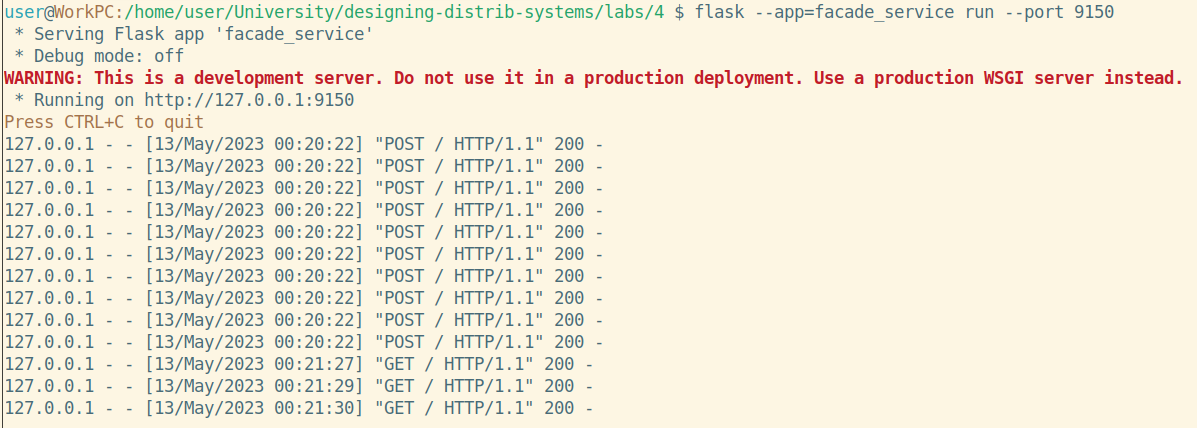 user@WorkPC:/home/user/University/designing-distrib-systems/labs/4 $ flask --app=facade_service run --port 9150
 * Serving Flask app 'facade_service'
 * Debug mode: off
WARNING: This is a development server. Do not use it in a production deployment. Use a production WSGI server instead.
 * Running on http://127.0.0.1:9150
Press CTRL+C to quit
127.0.0.1 - - [13/May/2023 00:20:22] "POST / HTTP/1.1" 200 -
127.0.0.1 - - [13/May/2023 00:20:22] "POST / HTTP/1.1" 200 -
127.0.0.1 - - [13/May/2023 00:20:22] "POST / HTTP/1.1" 200 -
127.0.0.1 - - [13/May/2023 00:20:22] "POST / HTTP/1.1" 200 -
127.0.0.1 - - [13/May/2023 00:20:22] "POST / HTTP/1.1" 200 -
127.0.0.1 - - [13/May/2023 00:20:22] "POST / HTTP/1.1" 200 -
127.0.0.1 - - [13/May/2023 00:20:22] "POST / HTTP/1.1" 200 -
127.0.0.1 - - [13/May/2023 00:20:22] "POST / HTTP/1.1" 200 -
127.0.0.1 - - [13/May/2023 00:20:22] "POST / HTTP/1.1" 200 -
127.0.0.1 - - [13/May/2023 00:20:22] "POST / HTTP/1.1" 200 -
127.0.0.1 - - [13/May/2023 00:21:27] "GET / HTTP/1.1" 200 -
127.0.0.1 - - [13/May/2023 00:21:29] "GET / HTTP/1.1" 200 -
127.0.0.1 - - [13/May/2023 00:21:30] "GET / HTTP/1.1" 200 -